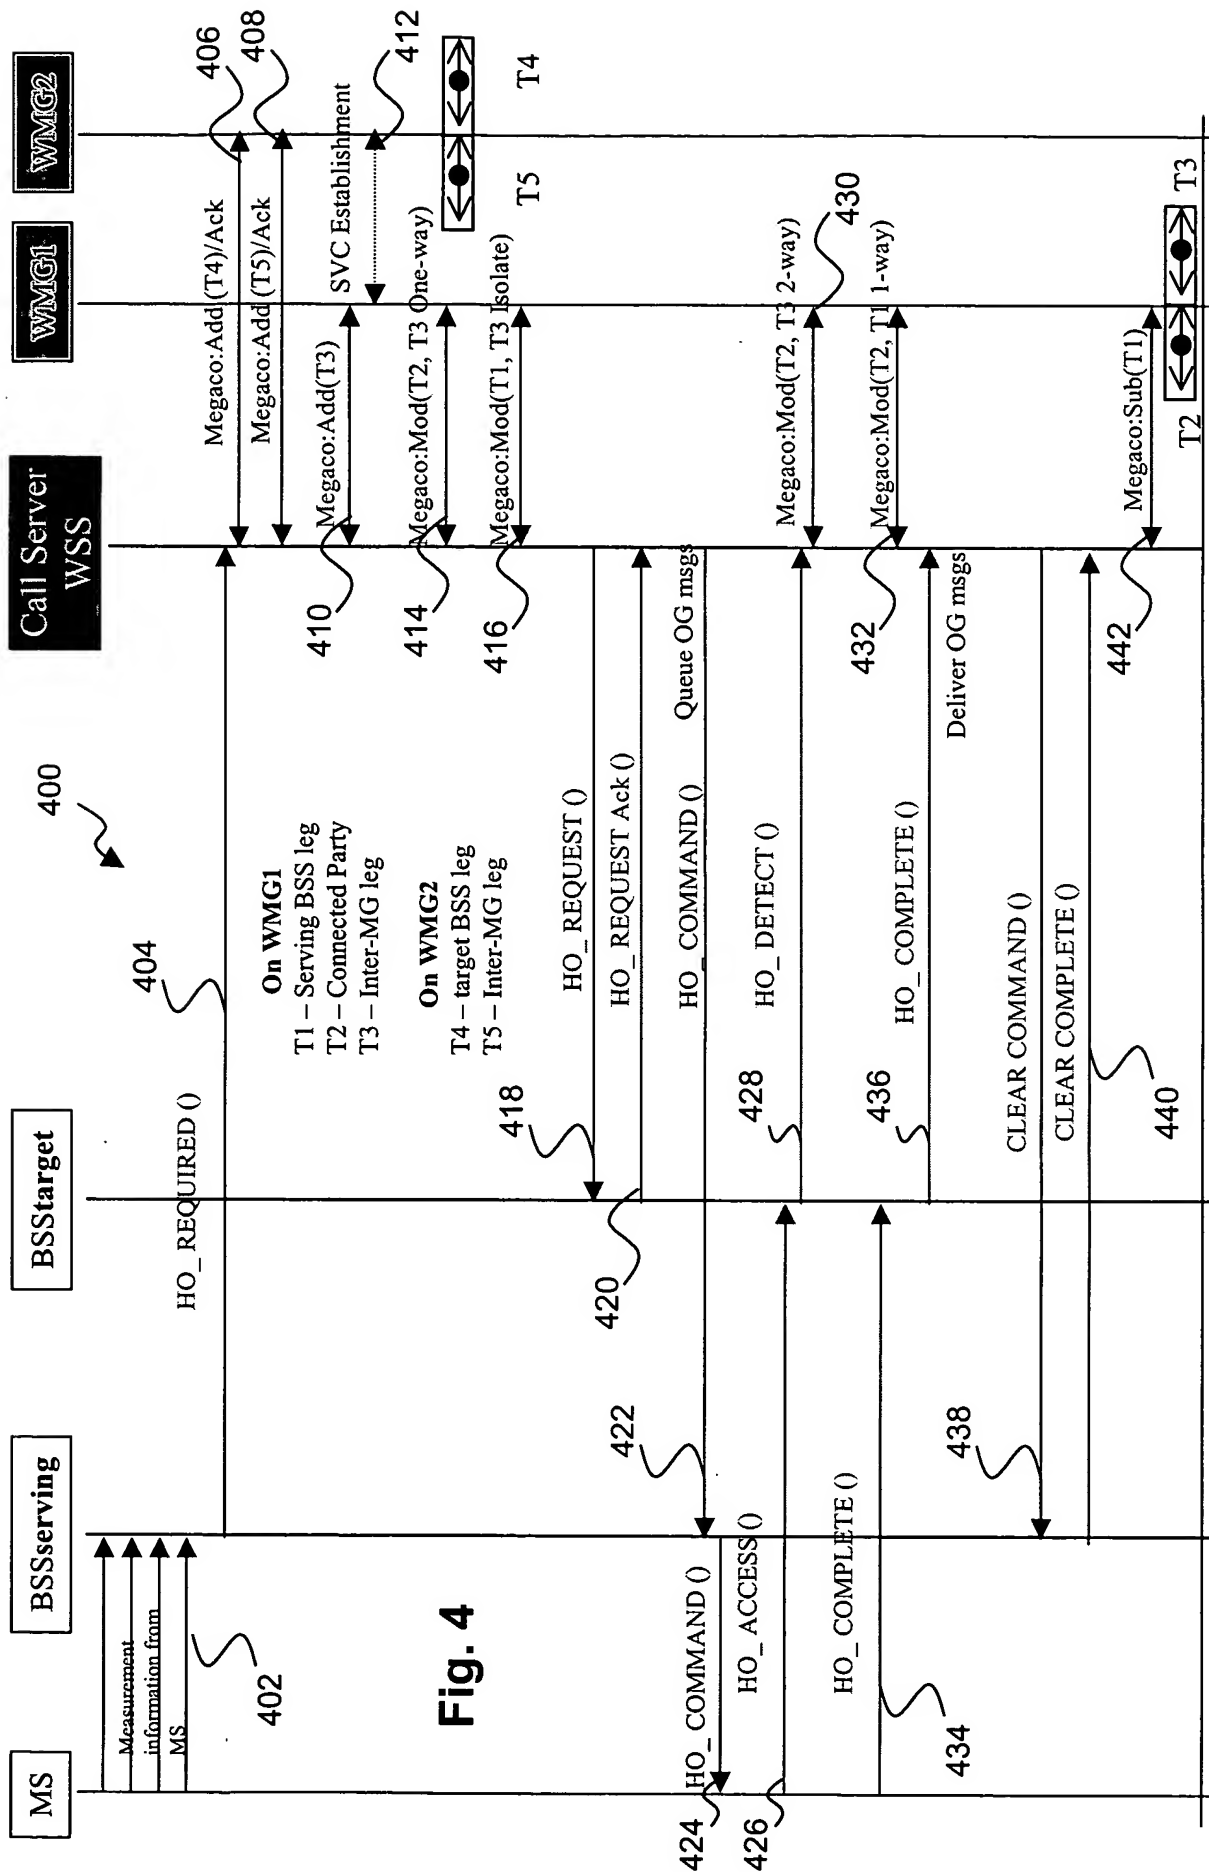 MS
BSSserving
BSStarget
Call Server
WSS
WMG1
WMG2
Measurement
information from
MS
402
HO_REQUIRED ()
404
400
Megaco:Add(T4)/Ack
406
Megaco:Add (T5)/Ack
408
On WMG1
T1 – Serving BSS leg
T2 – Connected Party
T3 – Inter-MG leg
On WMG2
T4 – target BSS leg
T5 – Inter-MG leg
Megaco:Add(T3)
410
SVC Establishment
412
Megaco:Mod(T2, T3 One-way)
414
Megaco:Mod(T1, T3 Isolate)
416
T5
T4
HO_REQUEST ()
418
HO_REQUEST Ack ()
420
HO_COMMAND ()
422
Queue OG msgs
HO_COMMAND ()
424
HO_ACCESS ()
426
HO_DETECT ()
428
Megaco:Mod(T2, T3 2-way)
430
Megaco:Mod(T2, T1 1-way)
432
HO_COMPLETE ()
434
HO_COMPLETE ()
436
Deliver OG msgs
CLEAR COMMAND ()
438
CLEAR COMPLETE ()
440
Megaco:Sub(T1)
442
T2
T3
Fig. 4